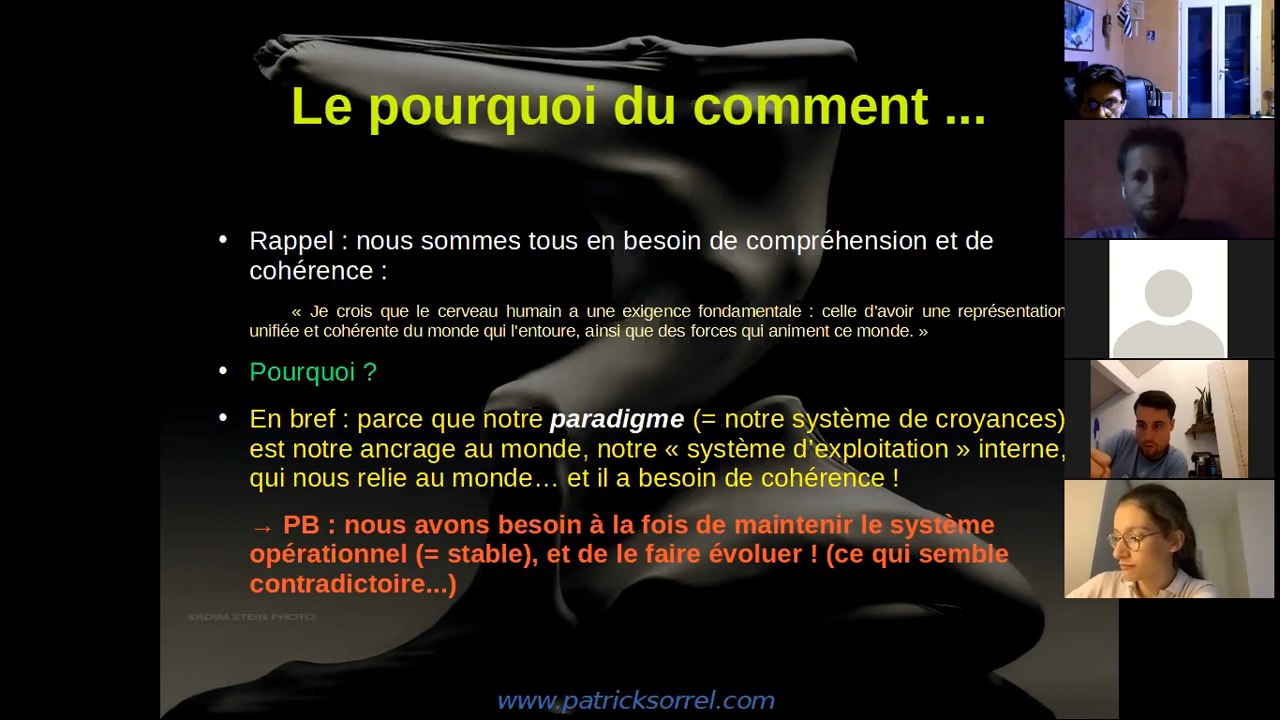 Le pourquoi du comment ...
• Rappel : nous sommes tous en besoin de compréhension et de
cohérence :
« Je crois que le cerveau humain a une exigence fondamentale : celle d'avoir une représentation
unifiée et cohérente du monde qui l'entoure, ainsi que des forces qui animent ce monde. »
• Pourquoi ?
• En bref : parce que notre paradigme (= notre système de croyances)
est notre ancrage au monde, notre « système d’exploitation » interne,
qui nous relie au monde… et il a besoin de cohérence !
→ PB : nous avons besoin à la fois de maintenir le système
opérationnel (= stable), et de le faire évoluer ! (ce qui semble
contradictoire...)
VADIM STEIN PHOTO
www.patricksorrel.com